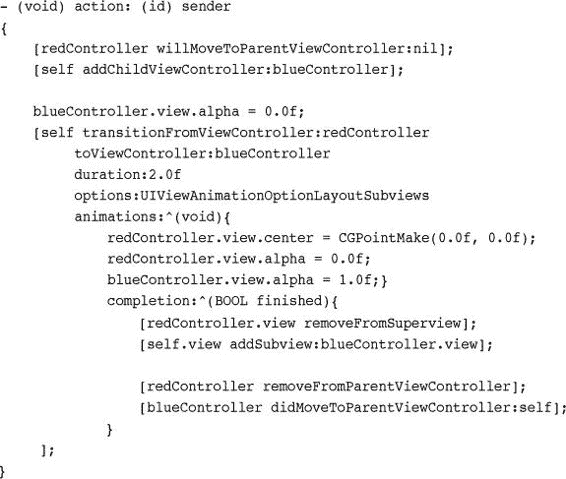 - (void) action: (id) sender
{
[redController willMoveToParentViewController:nil];
[self addChildViewController:blueController];
blueController.view.alpha = 0.0f;
[self transitionFromViewController:redController
toViewController:blueController
duration:2.0f
options:UIViewAnimationOptionLayoutSubviews
animations:^(void){
redController.view.center = CGPointMake(0.0f, 0.0f);
redController.view.alpha = 0.0f;
blueController.view.alpha = 1.0f;}
completion:^(BOOL finished){
[redController.view removeFromSuperview];
[self.view addSubview:blueController.view];
[redController removeFromParentViewController];
[blueController didMoveToParentViewController:self];
}
];
}